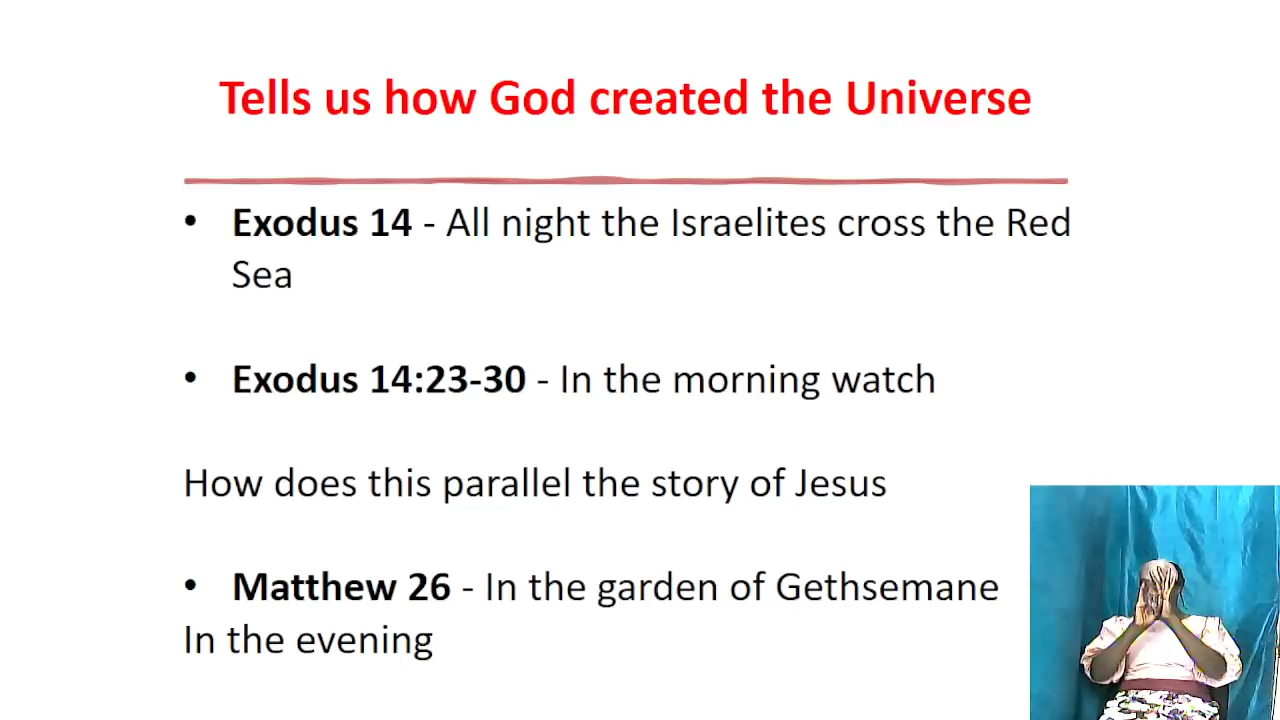 Tells us how God created the Universe
• Exodus 14 - All night the Israelites cross the Red
Sea
• Exodus 14:23-30 - In the morning watch
How does this parallel the story of Jesus
• Matthew 26 - In the garden of Gethsemane
In the evening